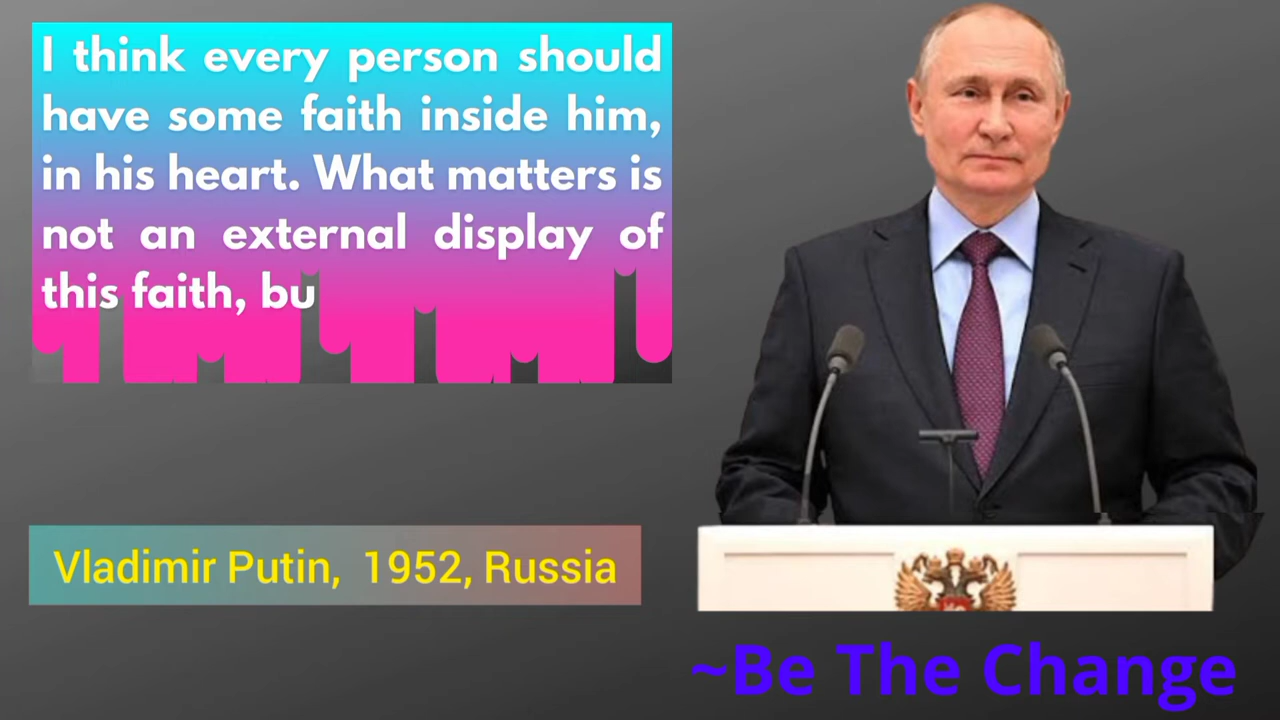 I think every person should
have some faith inside him,
in his heart. What matters is
not an external display of
this faith, bu
Vladimir Putin, 1952, Russia
~Be The Change